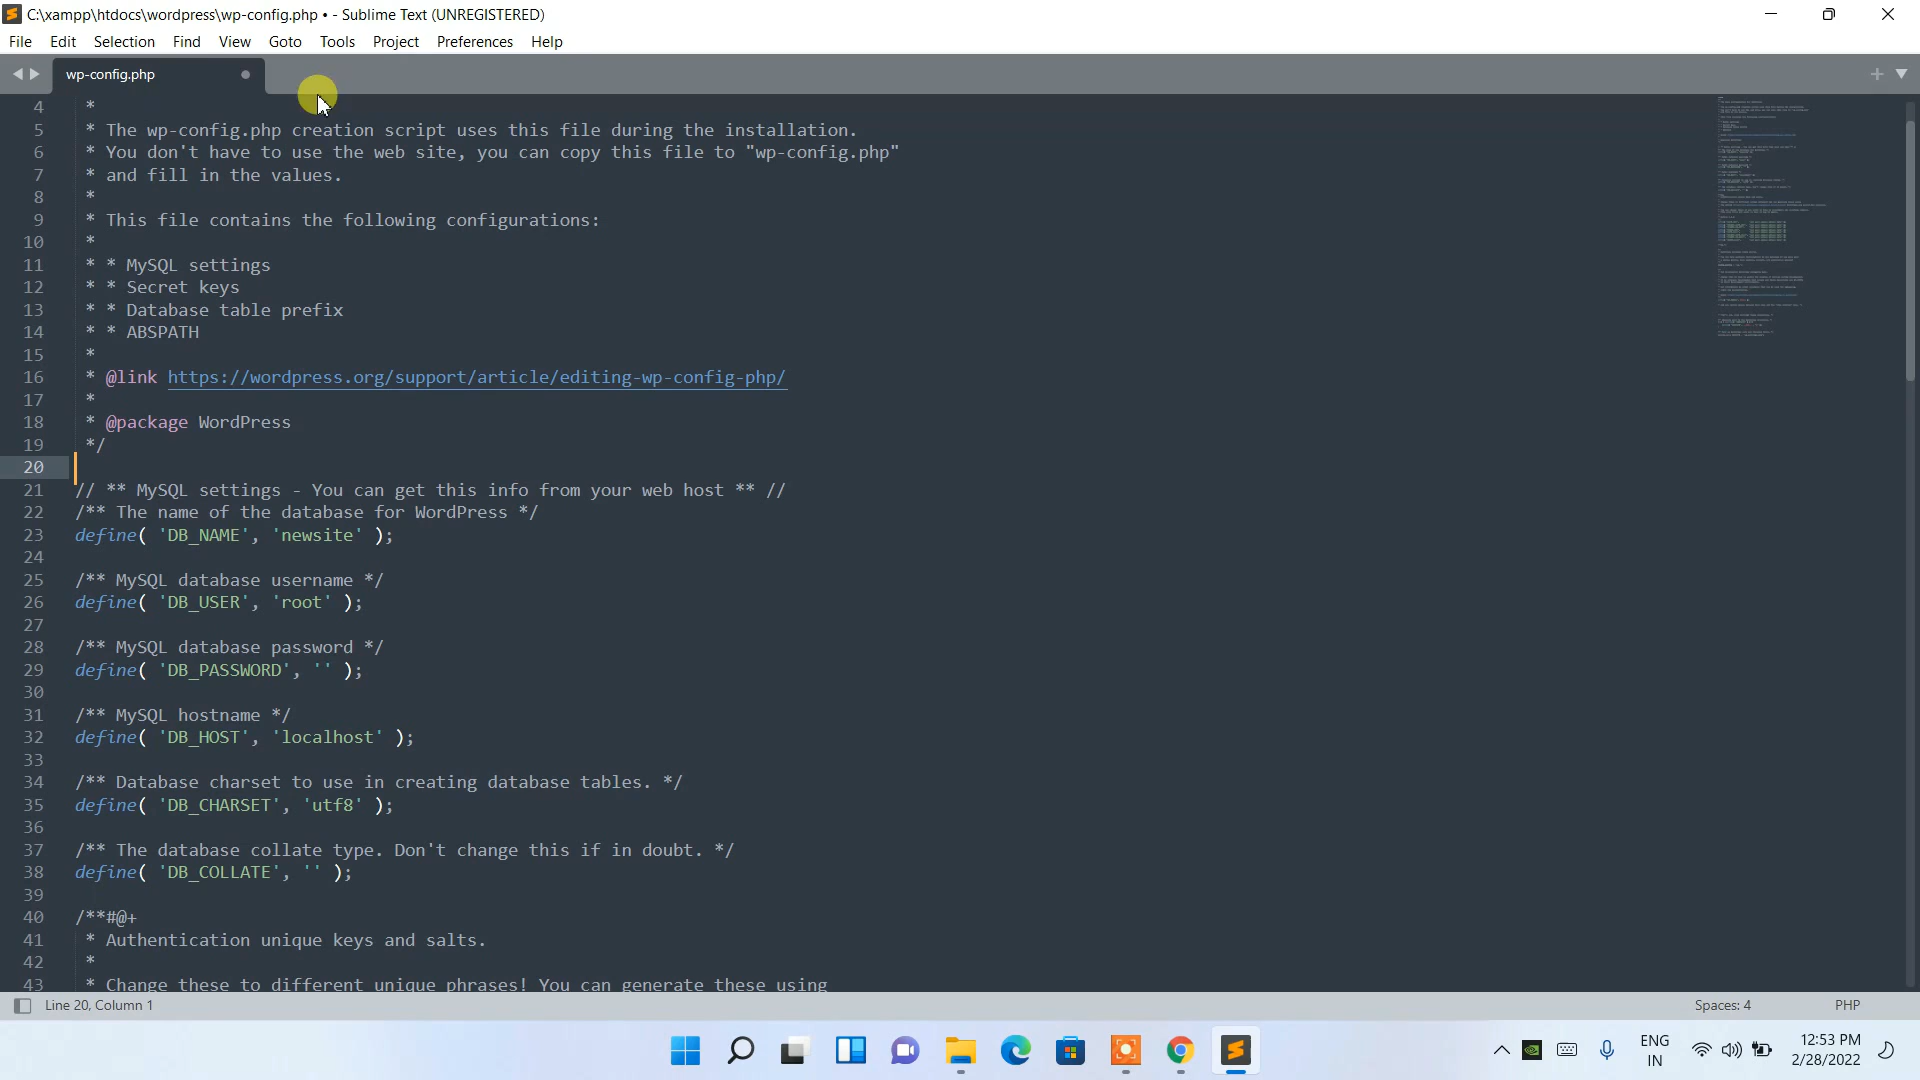 C:\xampp\htdocs\wordpress\wp-config.php • - Sublime Text (UNREGISTERED)
File Edit Selection Find View Goto Tools Project Preferences Help
wp-config.php
4 *
5 * The wp-config.php creation script uses this file during the installation.
6 * You don't have to use the web site, you can copy this file to "wp-config.php"
7 * and fill in the values.
8 *
9 * This file contains the following configurations:
10 *
11 * * MySQL settings
12 * * Secret keys
13 * * Database table prefix
14 * * ABSPATH
15 *
16 * @link https://wordpress.org/support/article/editing-wp-config-php/
17 *
18 * @package WordPress
19 */
20
21 // ** MySQL settings - You can get this info from your web host ** //
22 /** The name of the database for WordPress */
23 define( 'DB_NAME', 'newsite' );
24
25 /** MySQL database username */
26 define( 'DB_USER', 'root' );
27
28 /** MySQL database password */
29 define( 'DB_PASSWORD', '' );
30
31 /** MySQL hostname */
32 define( 'DB_HOST', 'localhost' );
33
34 /** Database charset to use in creating database tables. */
35 define( 'DB_CHARSET', 'utf8' );
36
37 /** The database collate type. Don't change this if in doubt. */
38 define( 'DB_COLLATE', '' );
39
40 /**#@+
41 * Authentication unique keys and salts.
42 *
43 * Change these to different unique phrases! You can generate these using
Line 20, Column 1 Spaces: 4 PHP
ENG 12:53 PM
IN 2/28/2022